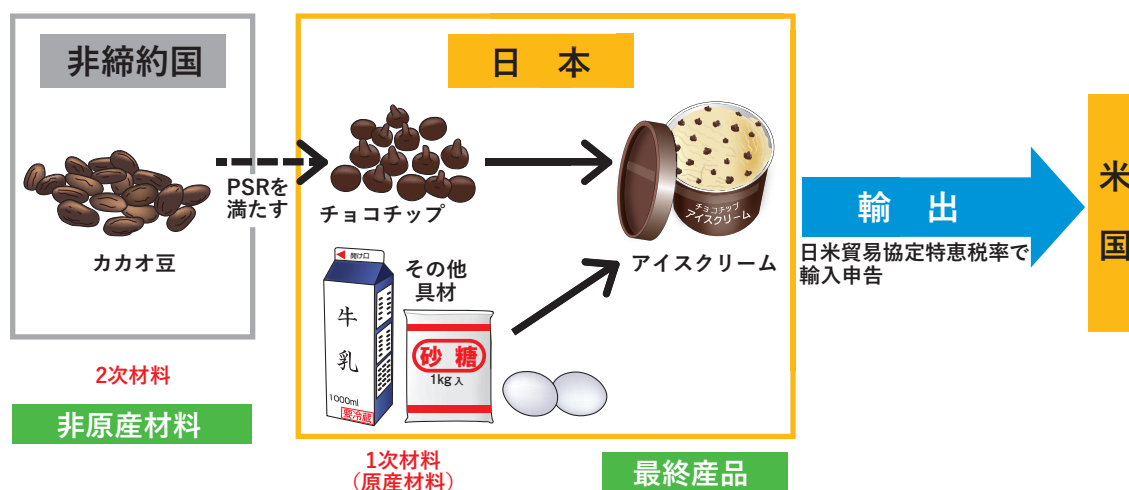 非締約国
カカオ豆
2次材料
非原産材料
PSRを
満たす
日 本
チョコチップ
その他
具材
開け口
牛乳
1000ml
要冷蔵
砂糖
1kg入
チョコチップ
アイスクリーム
アイスクリーム
1次材料
(原産材料)
最終産品
輸 出
日米貿易協定特恵税率で
輸入申告
米国